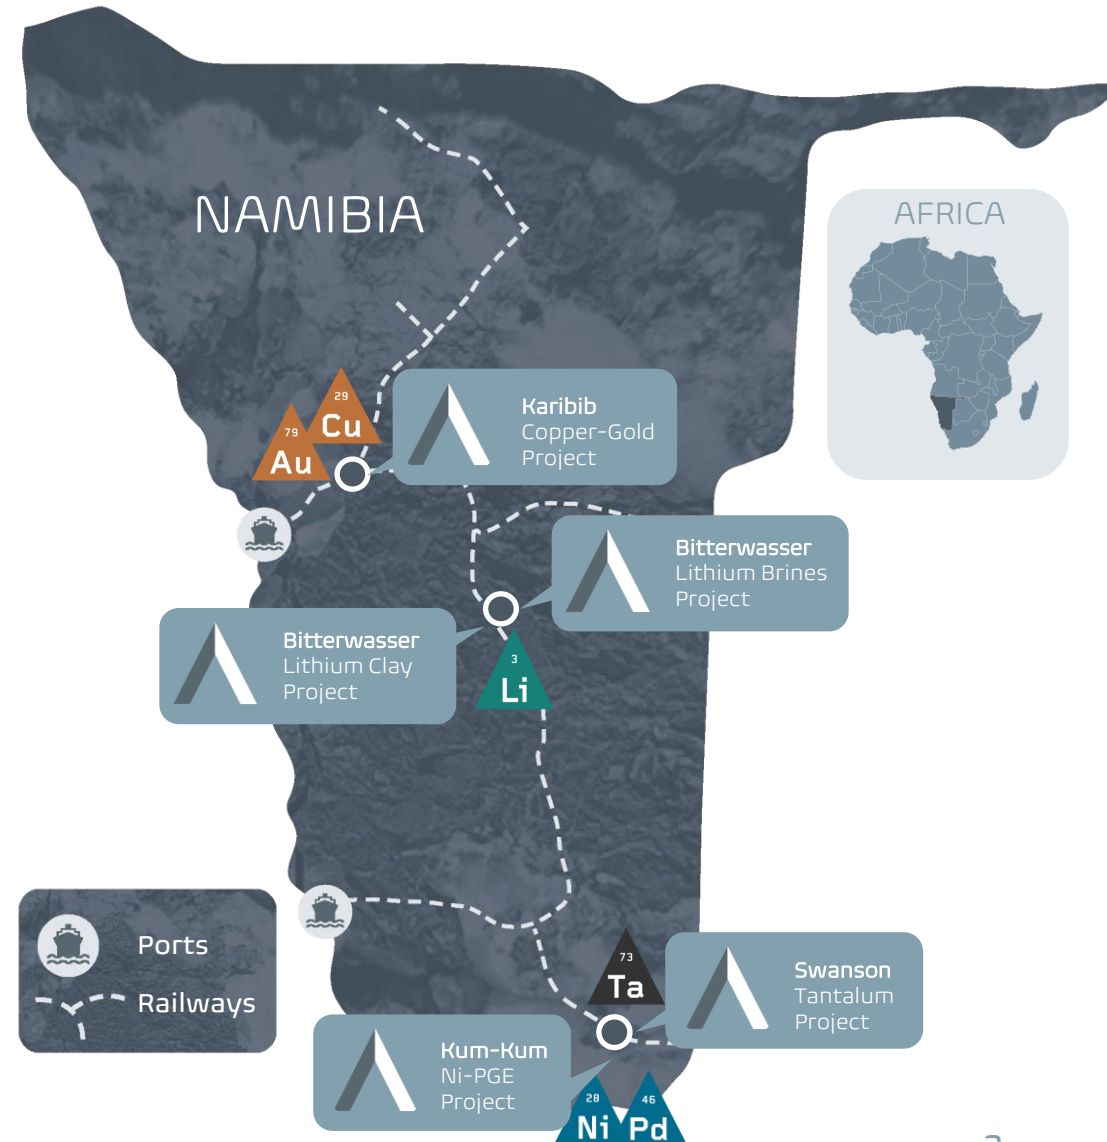 NAMIBIA
AFRICA
29
Cu
79
Au
Karibib
Copper-Gold
Project
Bitterwasser
Lithium Brines
Project
Bitterwasser
Lithium Clay
Project
3
Li
Ports
Railways
73
Ta
Swanson
Tantalum
Project
Kum-Kum
Ni-PGE
Project
28
Ni
46
Pd